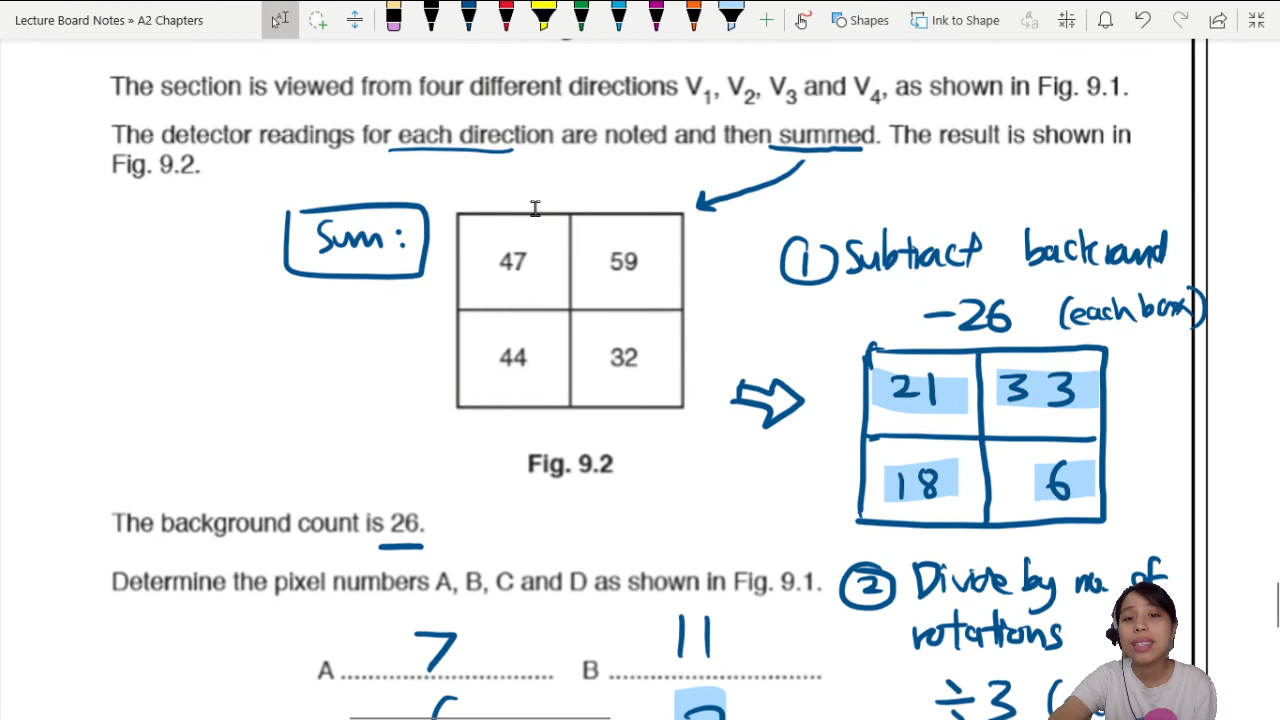 Lecture Board Notes » A2 Chapters
Shapes
Ink to Shape
The section is viewed from four different directions V1, V2, V3 and V4, as shown in Fig. 9.1.
The detector readings for each direction are noted and then summed. The result is shown in
Fig. 9.2.
Sum:
47 59
44 32
Fig. 9.2
① Subtract backround
-26 (each box)
21 33
18 6
The background count is 26.
Determine the pixel numbers A, B, C and D as shown in Fig. 9.1.
② Divide by no. of
rotations
÷3
7 11
A .............................. B ..............................